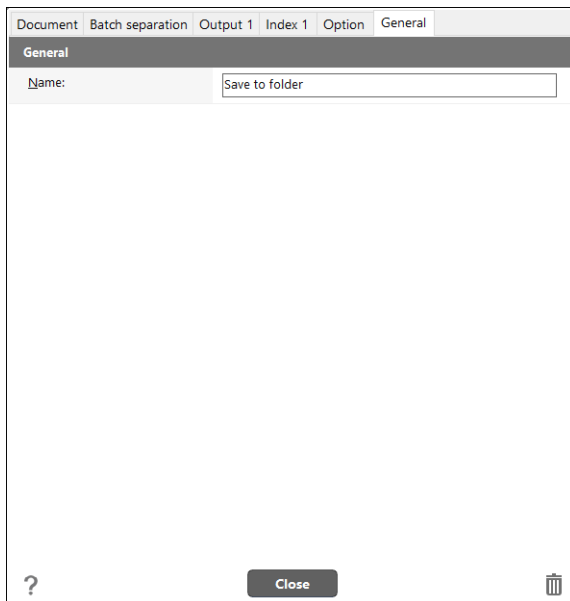 Document Batch separation Output 1 Index 1 Option General
General
Name: Save to folder
? Close